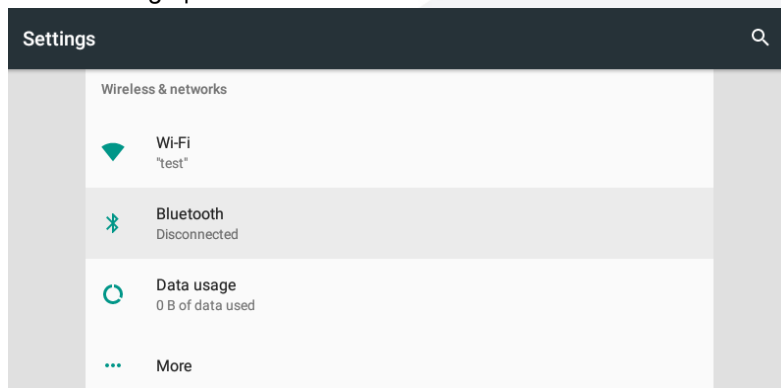 Settings
Wireless & networks
Wi-Fi
"test"
Bluetooth
Disconnected
Data usage
0 B of data used
More